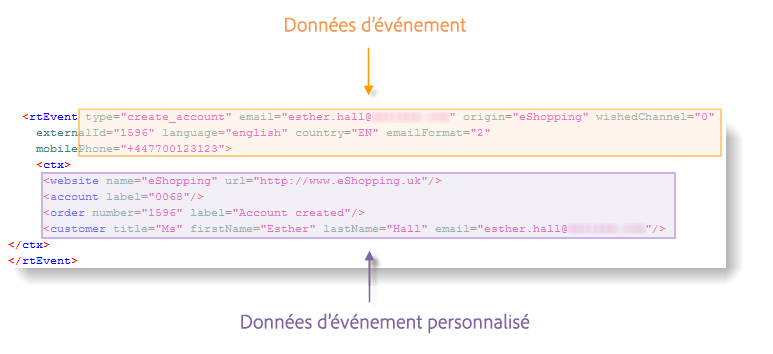 Données d'événement
<rtEvent type="create_account" email="esther.hall@ " origin="eShopping" wishedChannel="0"
externalId="1596" language="english" country="EN" emailFormat="2"
mobilePhone="+447700123123">
<ctx>
<website name="eShopping" url="http://www.eShopping.uk"/>
<account label="0068"/>
<order number="1596" label="Account created"/>
<customer title="Ms" firstName="Esther" lastName="Hall" email="esther.hall@ "/>
</ctx>
</rtEvent>
Données d'événement personnalisé